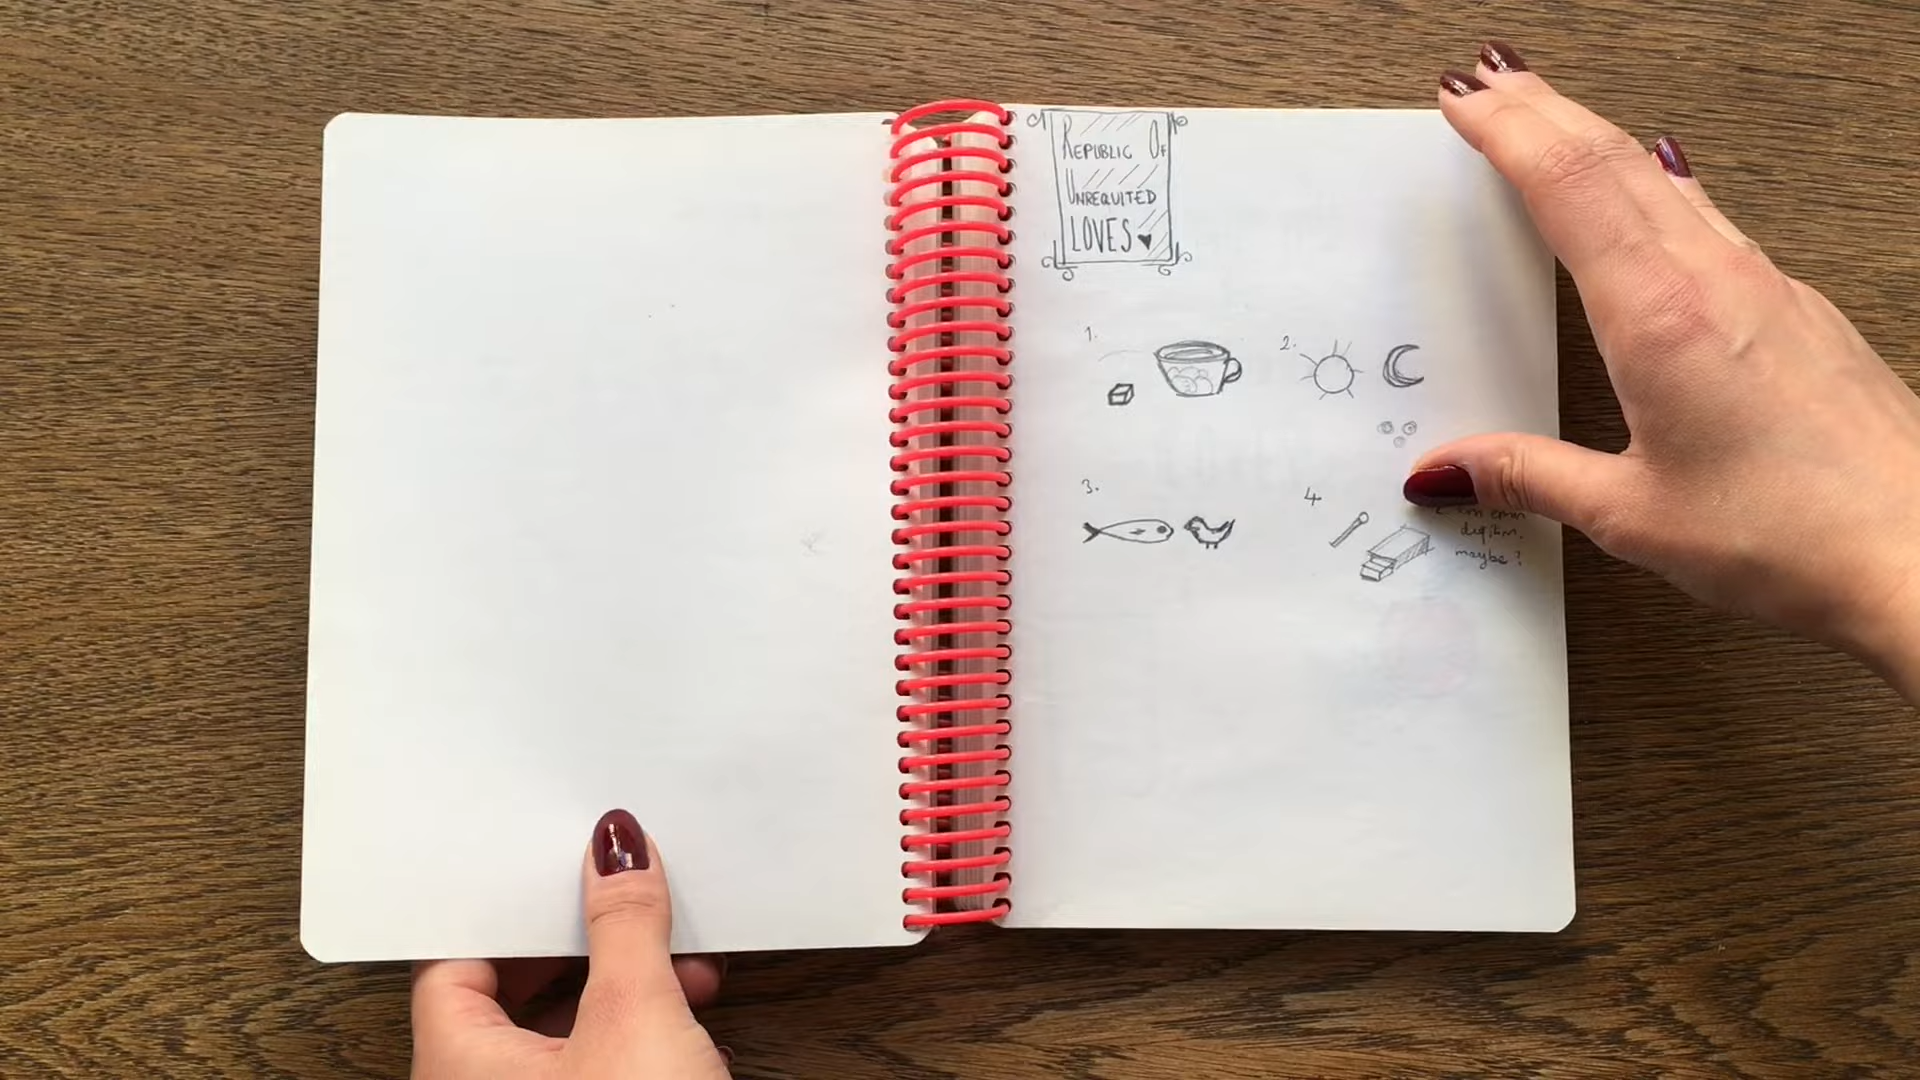 REPUBLIC OF
UNREQUITED
LOVES
1.
2.
3.
4
maybe?